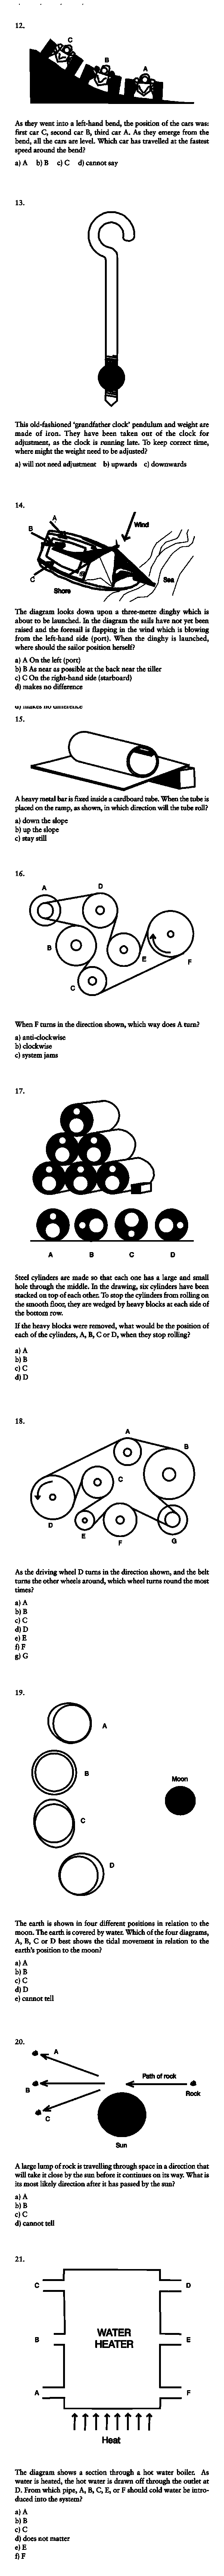 12.
C
B
A
As they went into a left-hand bend, the position of the cars was:
first car C, second car B, third car A. As they emerge from the
bend, all the cars are level. Which car has travelled at the fastest
speed around the bend?
a) A b) B c) C d) cannot say
13.
This old-fashioned 'grandfather clock' pendulum and weight are
made of iron. They have been taken out of the clock for
adjustment, as the clock is running late. To keep correct time,
where might the weight need to be adjusted?
a) will not need adjustment b) upwards c) downwards
14.
A
B
Wind
C
Shore
Sea
The diagram looks down upon a three-metre dinghy which is
about to be launched. In the diagram the sails have not yet been
raised and the foresail is flapping in the wind which is blowing
from the left-hand side (port). When the dinghy is launched,
where should the sailor position herself?
a) A On the left (port)
b) B As near as possible at the back near the tiller
c) C On the right-hand side (starboard)
d) makes no difference
d) makes no difference
15.
A heavy metal bar is fixed inside a cardboard tube. When the tube is
placed on the ramp, as shown, in which direction will the tube roll?
a) down the slope
b) up the slope
c) stay still
16.
A
D
B
E
F
C
When F turns in the direction shown, which way does A turn?
a) anti-clockwise
b) clockwise
c) system jams
17.
A B C D
Steel cylinders are made so that each one has a large and small
hole through the middle. In the drawing, six cylinders have been
stacked on top of each other. To stop the cylinders from rolling on
the smooth floor, they are wedged by heavy blocks at each side of
the bottom row.
If the heavy blocks were removed, what would be the position of
each of the cylinders, A, B, C or D, when they stop rolling?
a) A
b) B
c) C
d) D
18.
A
B
C
D
E
F
G
As the driving wheel D turns in the direction shown, and the belt
turns the other wheels around, which wheel turns round the most
times?
a) A
b) B
c) C
d) D
e) E
f) F
g) G
19.
A
Moon
B
C
D
The earth is shown in four different positions in relation to the
moon. The earth is covered by water. Which of the four diagrams,
A, B, C or D best shows the tidal movement in relation to the
earth's position to the moon?
a) A
b) B
c) C
d) D
e) cannot tell
20.
A
Path of rock
B
Rock
C
Sun
A large lump of rock is travelling through space in a direction that
will take it close by the sun before it continues on its way. What is
its most likely direction after it has passed by the sun?
a) A
b) B
c) C
d) cannot tell
21.
C
D
WATER
HEATER
B
E
A
F
Heat
The diagram shows a section through a hot water boiler. As
water is heated, the hot water is drawn off through the outlet at
D. From which pipe, A, B, C, E, or F should cold water be intro-
duced into the system?
a) A
b) B
c) C
d) does not matter
e) E
f) F